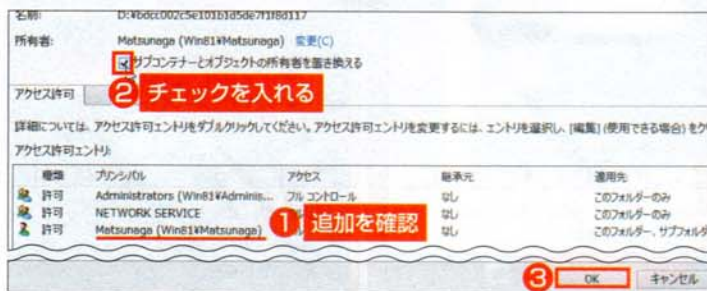 名前: D:¥bdcc002c5e101b1d5de7f1f8d117
所有者: Matsunaga (Win81¥Matsunaga) 変更(C)
サブコンテナーとオブジェクトの所有者を置き換える
② チェックを入れる
アクセス許可
詳細については、アクセス許可エントリをダブルクリックしてください。アクセス許可エントリを変更するには、エントリを選択し、[編集] (使用できる場合) をク
アクセス許可エントリ:
種類 プリンシパル アクセス 継承元 適用先
許可 Administrators (Win81¥Adminis... フル コントロール なし このフォルダーのみ
許可 NETWORK SERVICE なし このフォルダーのみ
許可 Matsunaga (Win81¥Matsunaga) なし このフォルダー、サブフォルダ
① 追加を確認
③ OK キャンセル